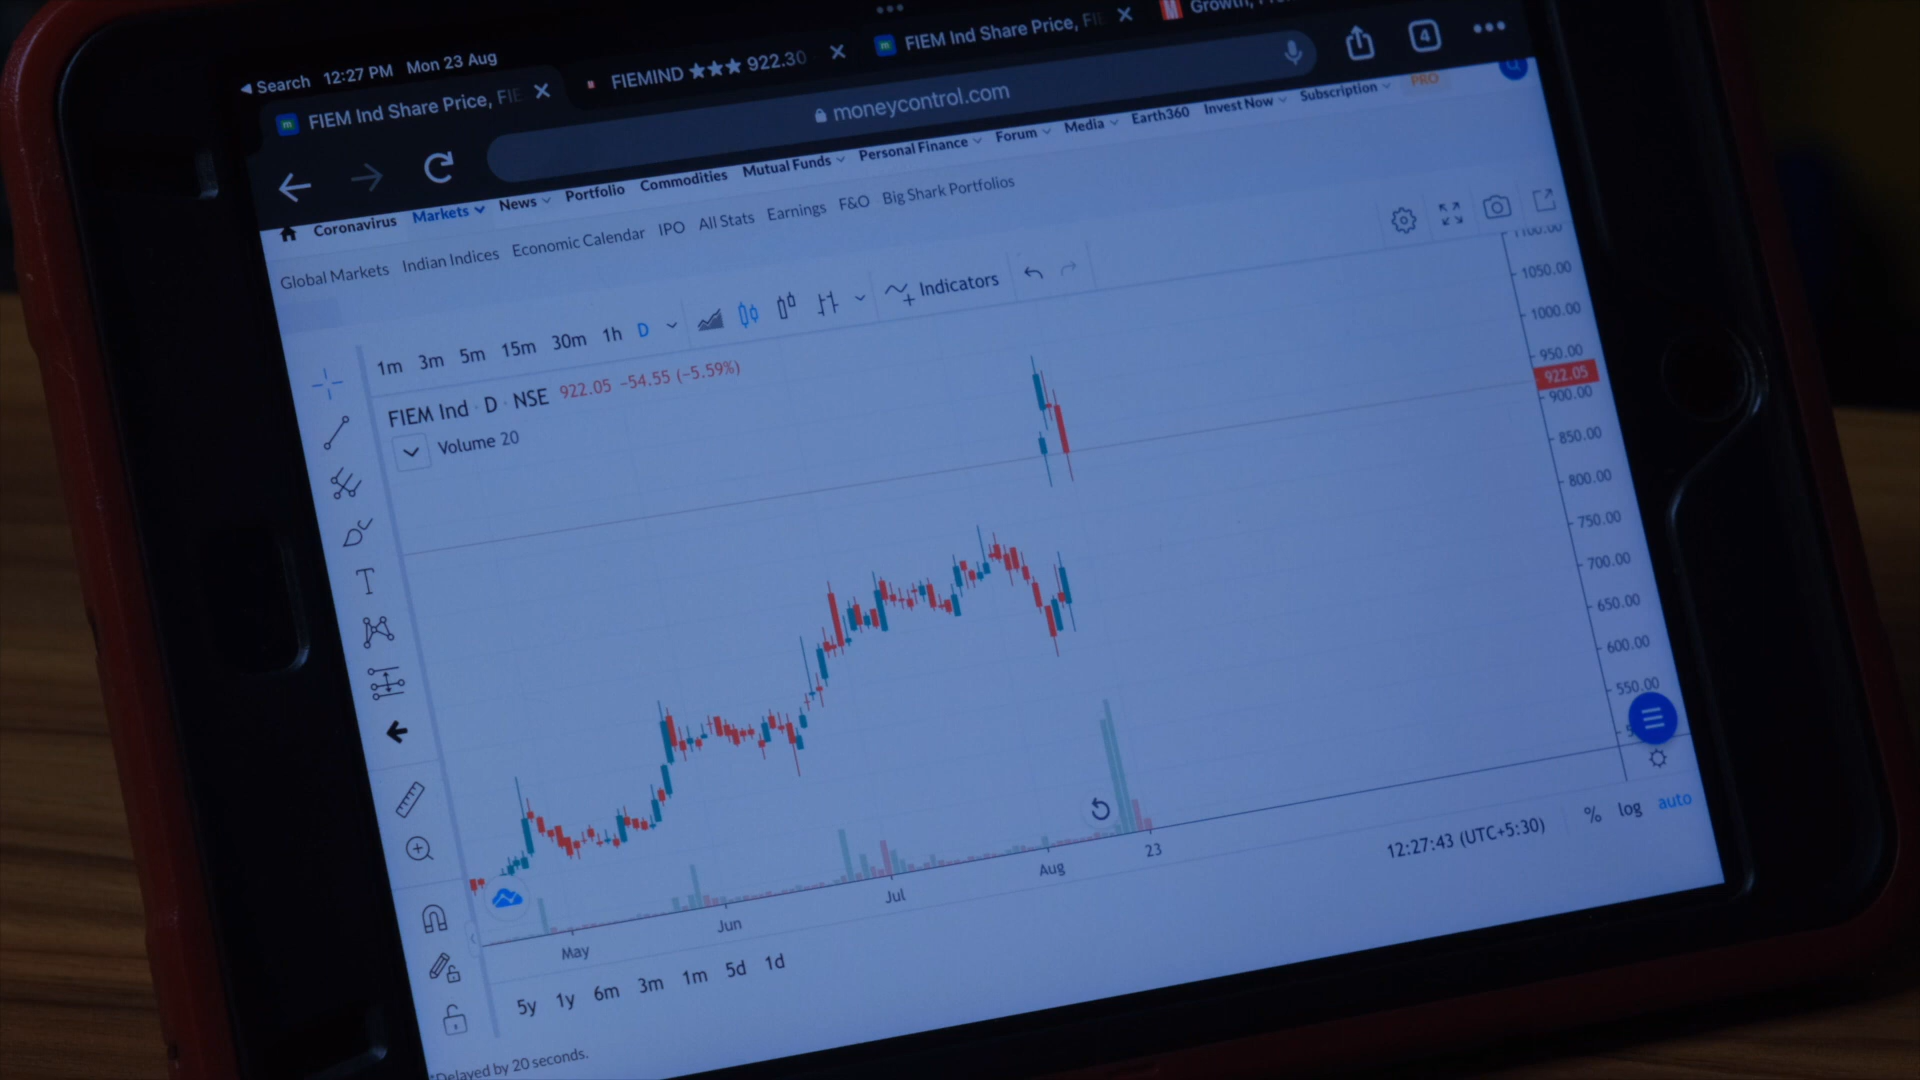 ◀ Search 12:27 PM Mon 23 Aug
FIEM Ind Share Price, FIE
FIEMIND ★★★ 922.30
FIEM Ind Share Price, FIE
Growth,
moneycontrol.com
4
Coronavirus Markets News Portfolio Commodities Mutual Funds Personal Finance Forum Media Earth360 Invest Now Subscription PRO
Global Markets Indian Indices Economic Calendar IPO All Stats Earnings F&O Big Shark Portfolios
1m 3m 5m 15m 30m 1h D Indicators
FIEM Ind · D · NSE 922.05 −54.55 (−5.59%)
Volume 20
1100.00
1050.00
1000.00
950.00
922.05
900.00
850.00
800.00
750.00
700.00
650.00
600.00
550.00
May Jun Jul Aug 23
12:27:43 (UTC+5:30) % log auto
5y 1y 6m 3m 1m 5d 1d
*Delayed by 20 seconds.